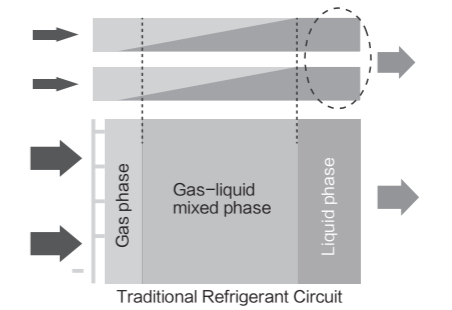 Gas phase
Gas-liquid
mixed phase
Liquid phase
Traditional Refrigerant Circuit